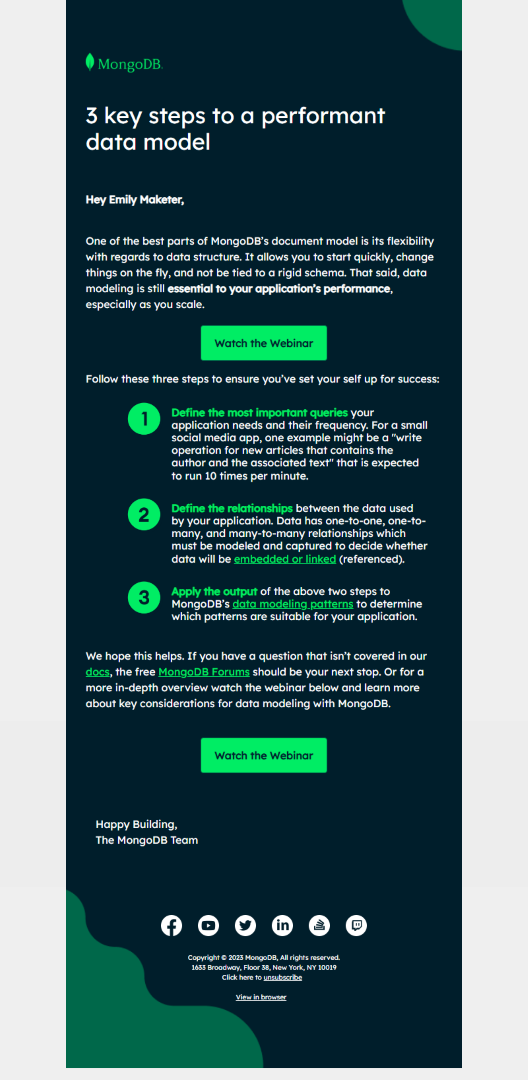 MongoDB.
3 key steps to a performant
data model
Hey Emily Maketer,
One of the best parts of MongoDB's document model is its flexibility
with regards to data structure. It allows you to start quickly, change
things on the fly, and not be tied to a rigid schema. That said, data
modeling is still essential to your application's performance,
especially as you scale.
Watch the Webinar
Follow these three steps to ensure you've set your self up for success:
1 Define the most important queries your
application needs and their frequency. For a small
social media app, one example might be a "write
operation for new articles that contains the
author and the associated text" that is expected
to run 10 times per minute.
2 Define the relationships between the data used
by your application. Data has one-to-one, one-to-
many, and many-to-many relationships which
must be modeled and captured to decide whether
data will be embedded or linked (referenced).
3 Apply the output of the above two steps to
MongoDB's data modeling patterns to determine
which patterns are suitable for your application.
We hope this helps. If you have a question that isn't covered in our
docs, the free MongoDB Forums should be your next stop. Or for a
more in-depth overview watch the webinar below and learn more
about key considerations for data modeling with MongoDB.
Watch the Webinar
Happy Building,
The MongoDB Team
Copyright © 2023 MongoDB, All rights reserved.
1633 Broadway, Floor 38, New York, NY 10019
Click here to unsubscribe
View in browser